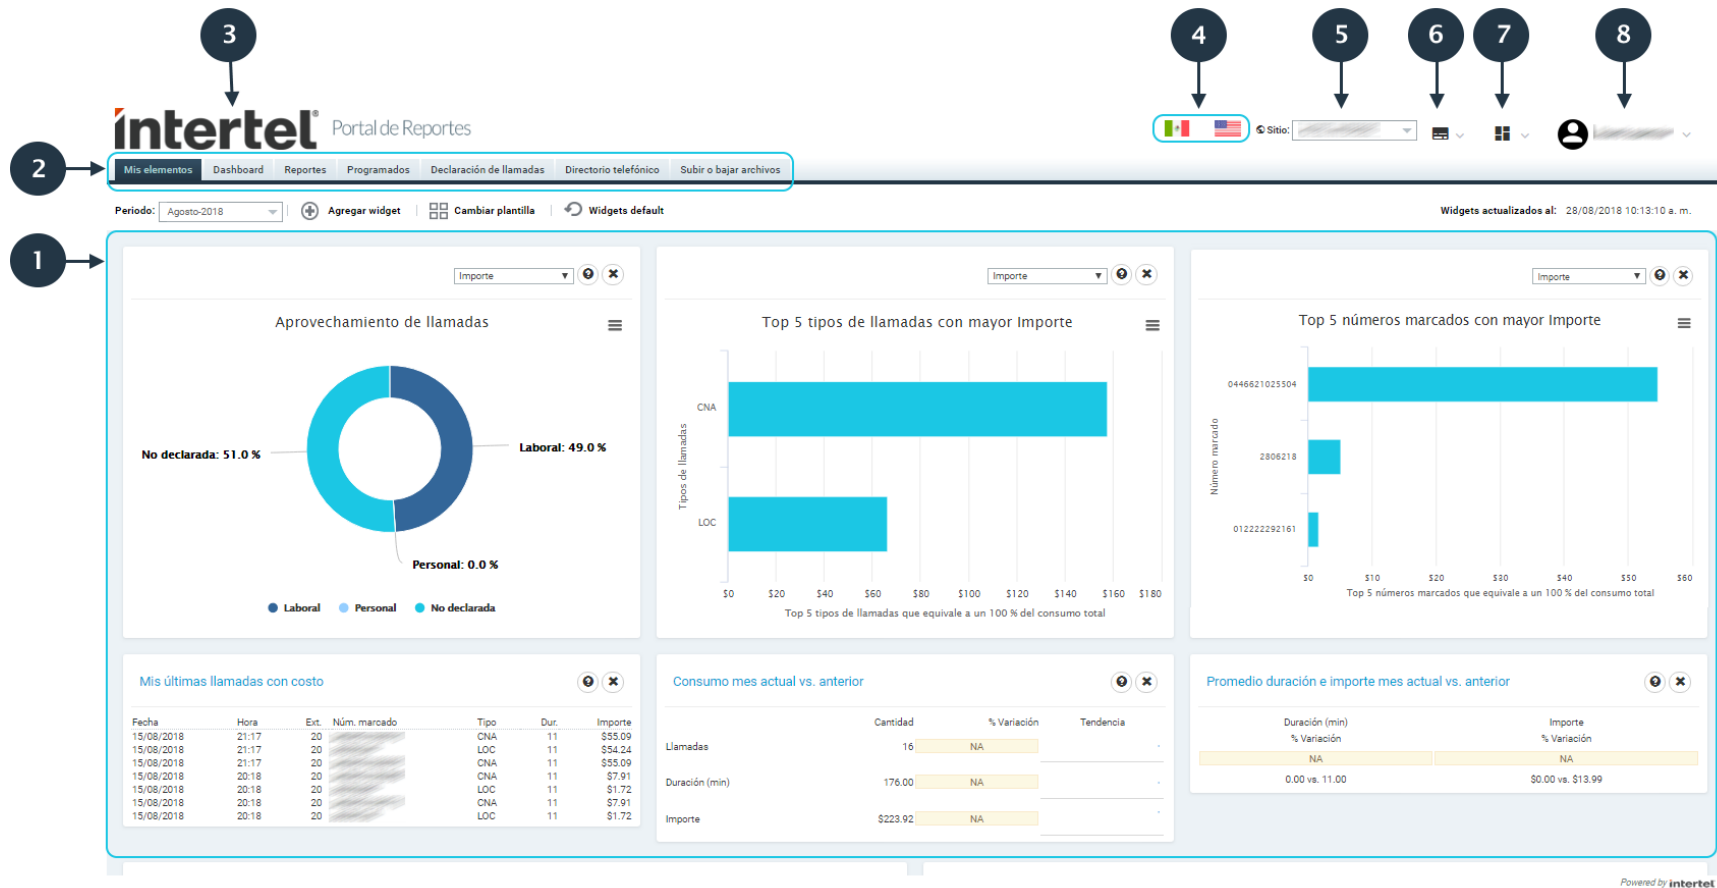 3
4
5
6
7
8
intertel® Portal de Reportes
Sitio:
2
Mis elementos Dashboard Reportes Programados Declaración de llamadas Directorio telefónico Subir o bajar archivos
Periodo: Agosto-2018 Agregar widget Cambiar plantilla Widgets default Widgets actualizados al: 28/08/2018 10:13:10 a. m.
1
Importe
Aprovechamiento de llamadas
No declarada: 51.0 %
Laboral: 49.0 %
Personal: 0.0 %
Laboral Personal No declarada
Importe
Top 5 tipos de llamadas con mayor Importe
Tipos de llamadas
CNA
LOC
$0 $20 $40 $60 $80 $100 $120 $140 $160 $180
Top 5 tipos de llamadas que equivale a un 100 % del consumo total
Importe
Top 5 números marcados con mayor Importe
Número marcado
0446621025504
2806218
012222292161
$0 $10 $20 $30 $40 $50 $60
Top 5 números marcados que equivale a un 100 % del consumo total
Mis últimas llamadas con costo
Fecha Hora Ext. Núm. marcado Tipo Dur. Importe
15/08/2018 21:17 20 CNA 11 $55.09
15/08/2018 21:17 20 LOC 11 $54.24
15/08/2018 21:17 20 CNA 11 $55.09
15/08/2018 20:18 20 CNA 11 $7.91
15/08/2018 20:18 20 LOC 11 $1.72
15/08/2018 20:18 20 CNA 11 $7.91
15/08/2018 20:18 20 LOC 11 $1.72
Consumo mes actual vs. anterior
Cantidad % Variación Tendencia
Llamadas 16 NA -
Duración (min) 176.00 NA -
Importe $223.92 NA -
Promedio duración e importe mes actual vs. anterior
Duración (min) Importe
% Variación % Variación
NA NA
0.00 vs. 11.00 $0.00 vs. $13.99
Powered by intertel